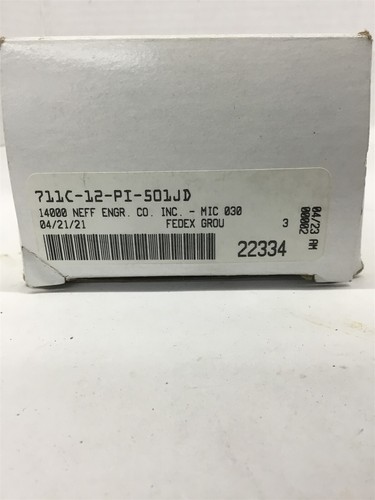 711C-12-PI-501JD
14000 NEFF ENGR. CO. INC. - MIC 030
04/21/21 FEDEX GROU 3
22334
04/23 AM
000002